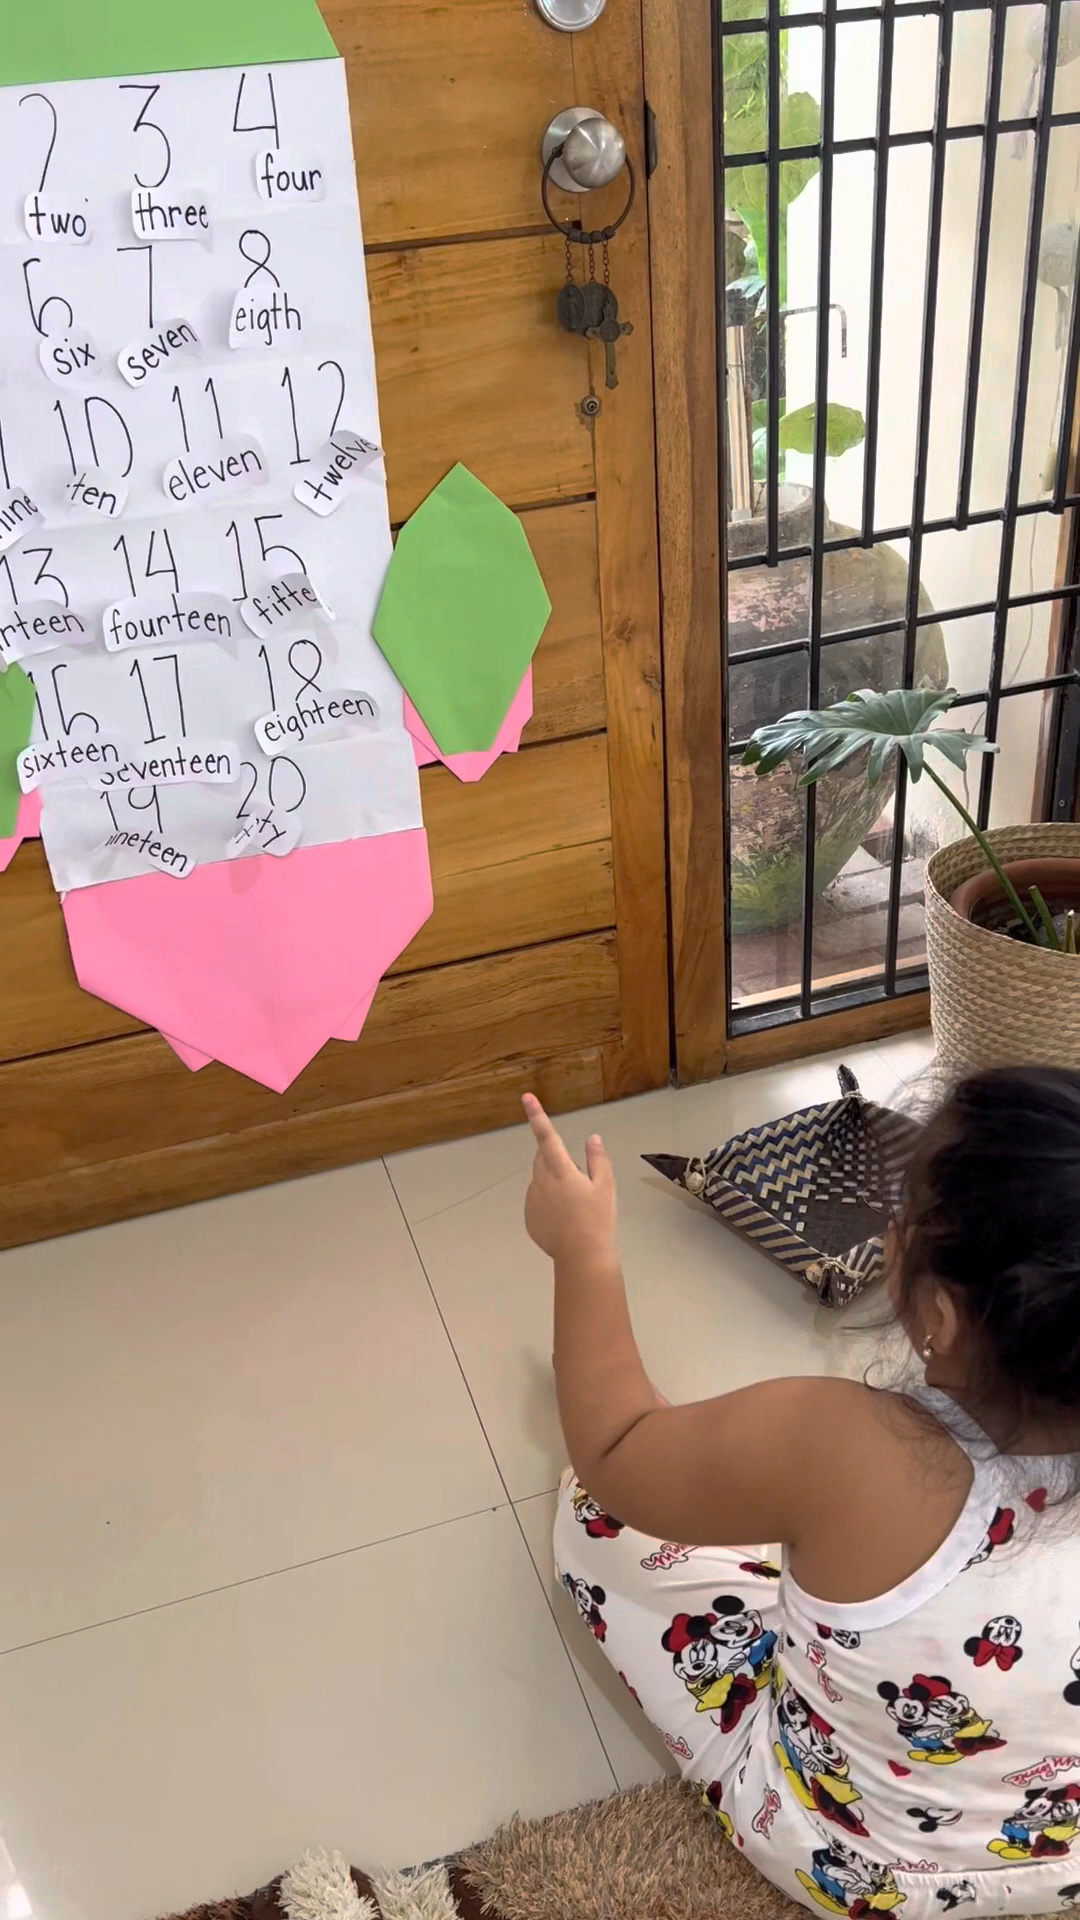 2 3 4
two three four
6 7 8
six seven eigth
10 11 12
ten eleven twelve
13 14 15
fourteen
16 17 18
sixteen seventeen eighteen
19 20